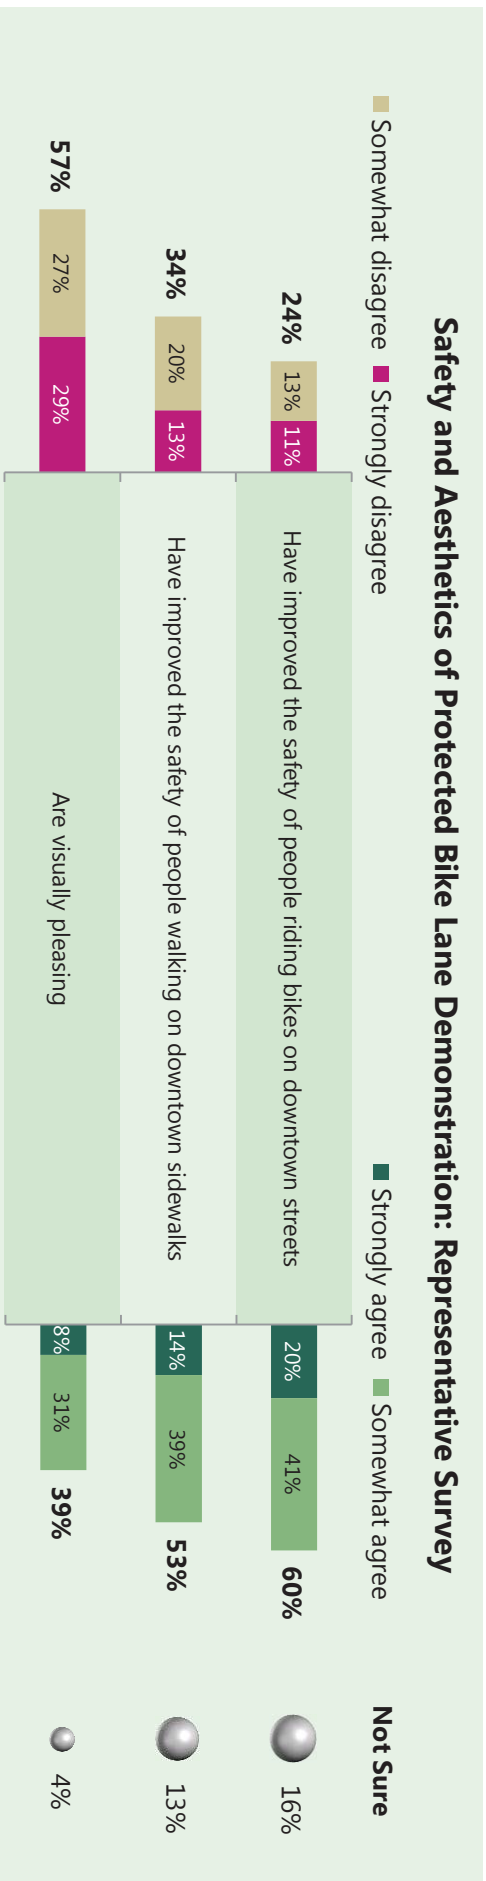 Safety and Aesthetics of Protected Bike Lane Demonstration: Representative Survey
Somewhat disagree Strongly disagree Strongly agree Somewhat agree Not Sure
24% 13% 11% Have improved the safety of people riding bikes on downtown streets 20% 41% 60% 16%
34% 20% 13% Have improved the safety of people walking on downtown sidewalks 14% 39% 53% 13%
57% 27% 29% Are visually pleasing 8% 31% 39% 4%